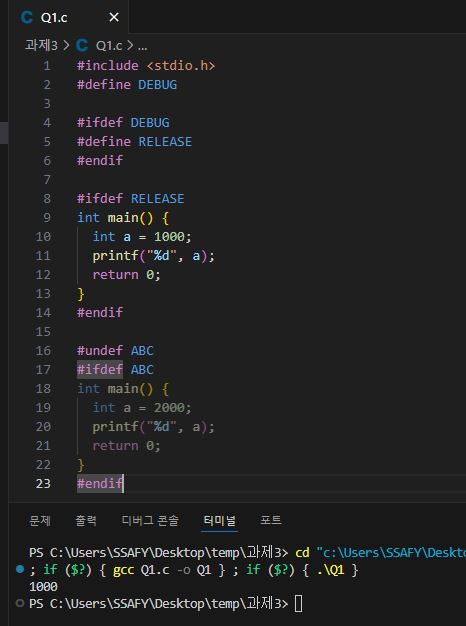 C Q1.c ×
과제3 > C Q1.c > ...
1 #include <stdio.h>
2 #define DEBUG
3
4 #ifdef DEBUG
5 #define RELEASE
6 #endif
7
8 #ifdef RELEASE
9 int main() {
10 int a = 1000;
11 printf("%d", a);
12 return 0;
13 }
14 #endif
15
16 #undef ABC
17 #ifdef ABC
18 int main() {
19 int a = 2000;
20 printf("%d", a);
21 return 0;
22 }
23 #endif
문제 출력 디버그 콘솔 터미널 포트
PS C:\Users\SSAFY\Desktop\temp\과제3> cd "c:\Users\SSAFY\Deskto
; if ($?) { gcc Q1.c -o Q1 } ; if ($?) { .\Q1 }
1000
PS C:\Users\SSAFY\Desktop\temp\과제3>